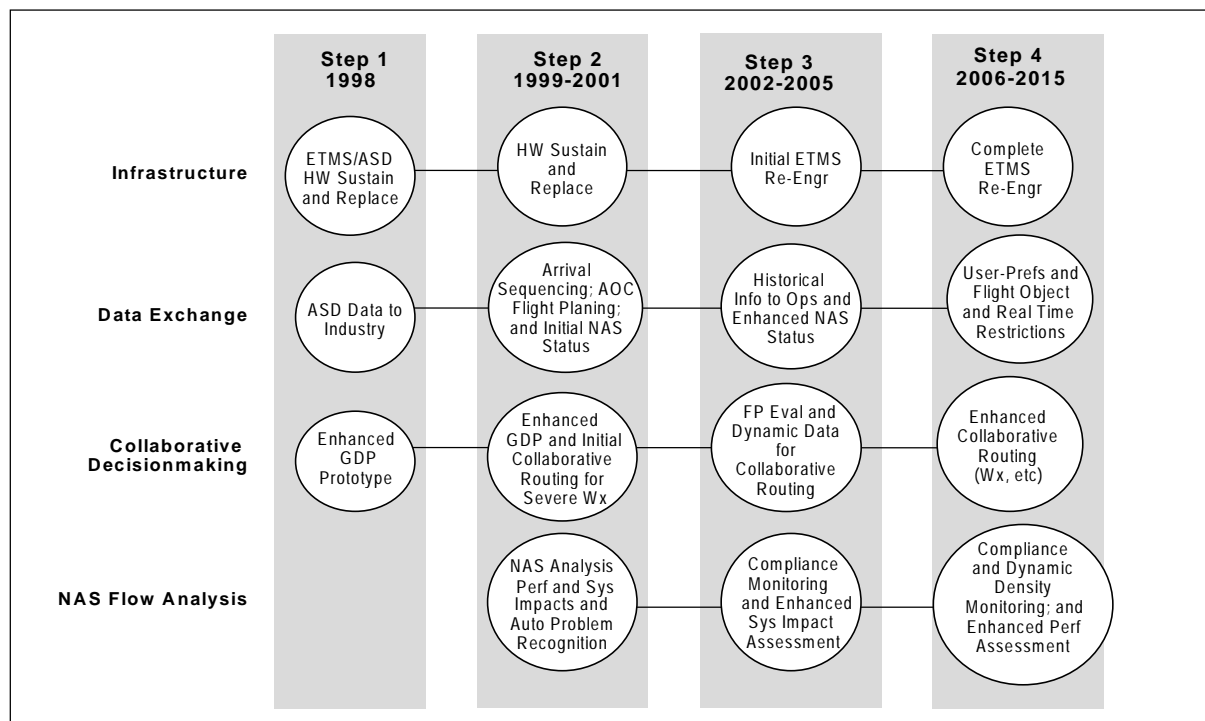 Step 1
1998
Step 2
1999-2001
Step 3
2002-2005
Step 4
2006-2015
Infrastructure
ETMS/ASD
HW Sustain
and Replace
HW Sustain
and
Replace
Initial ETMS
Re-Engr
Complete
ETMS
Re-Engr
Data Exchange
ASD Data to
Industry
Arrival
Sequencing; AOC
Flight Planing;
and Initial NAS
Status
Historical
Info to Ops and
Enhanced NAS
Status
User-Prefs and
Flight Object
and Real Time
Restrictions
Collaborative
Decisionmaking
Enhanced
GDP
Prototype
Enhanced
GDP and Initial
Collaborative
Routing for
Severe Wx
FP Eval and
Dynamic Data
for
Collaborative
Routing
Enhanced
Collaborative
Routing
(Wx, etc)
NAS Flow Analysis
NAS Analysis
Perf and Sys
Impacts and
Auto Problem
Recognition
Compliance
Monitoring
and Enhanced
Sys Impact
Assessment
Compliance
and Dynamic
Density
Monitoring; and
Enhanced Perf
Assessment